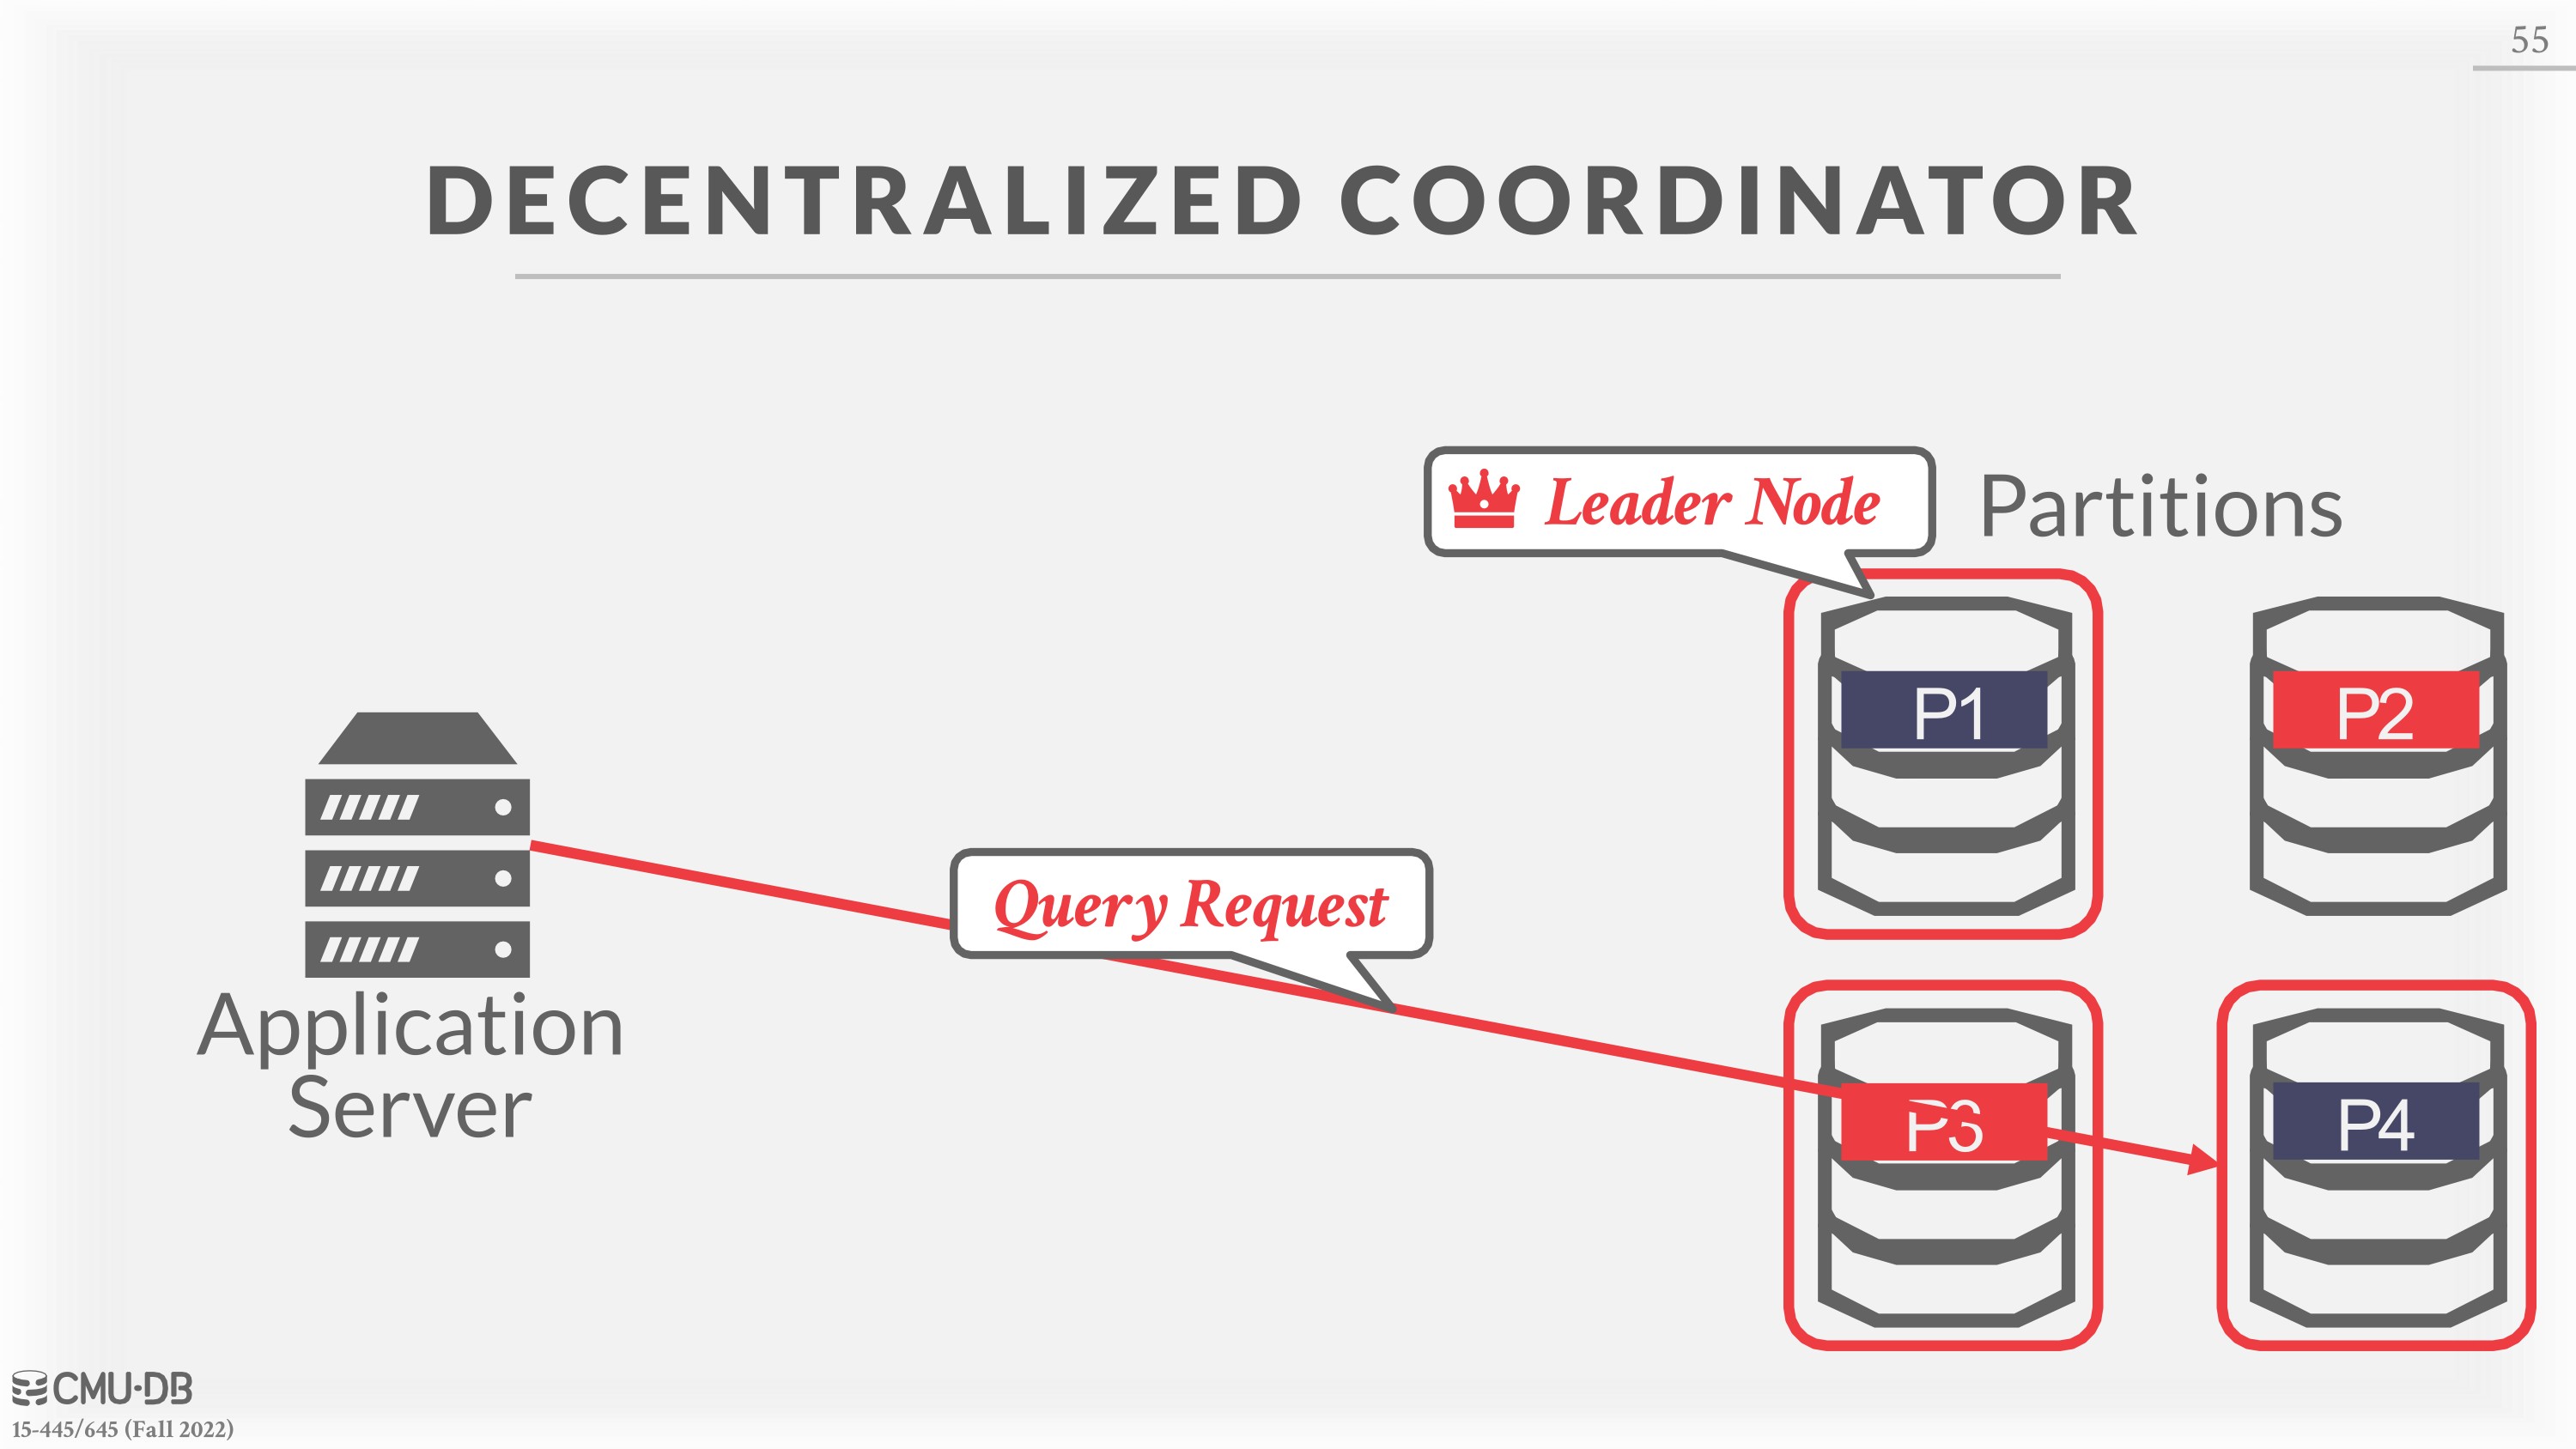 55
DECENTRALIZED COORDINATOR
Leader Node
Partitions
P1
P2
Query Request
Application
Server
P3
P4
CMU·DB
15-445/645 (Fall 2022)